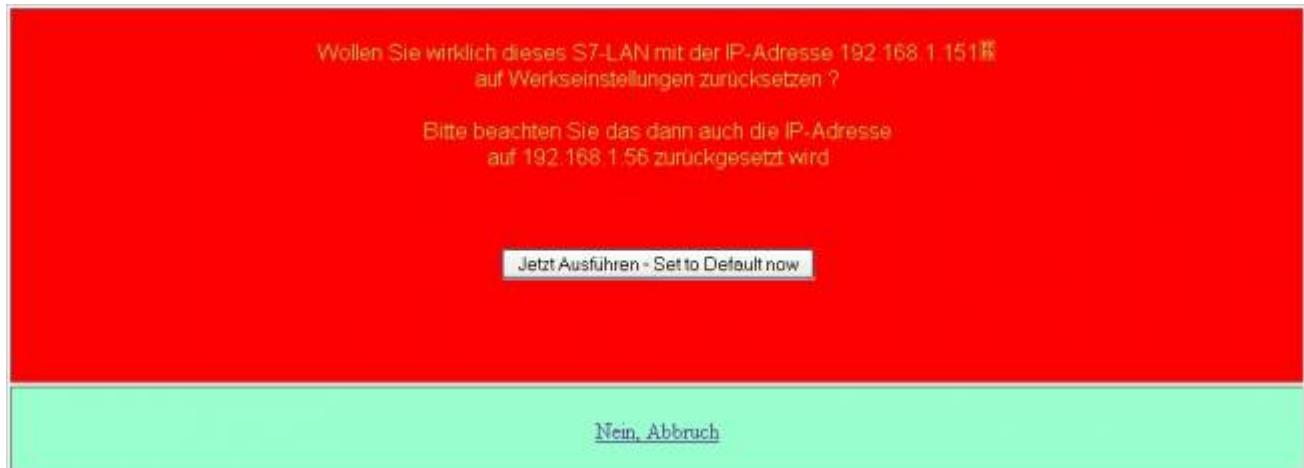 Wollen Sie wirklich dieses S7-LAN mit der IP-Adresse 192.168.1.151
auf Werkseinstellungen zurücksetzen ?
Bitte beachten Sie das dann auch die IP-Adresse
auf 192.168.1.56 zurückgesetzt wird
Jetzt Ausführen - Set to Default now
Nein, Abbruch